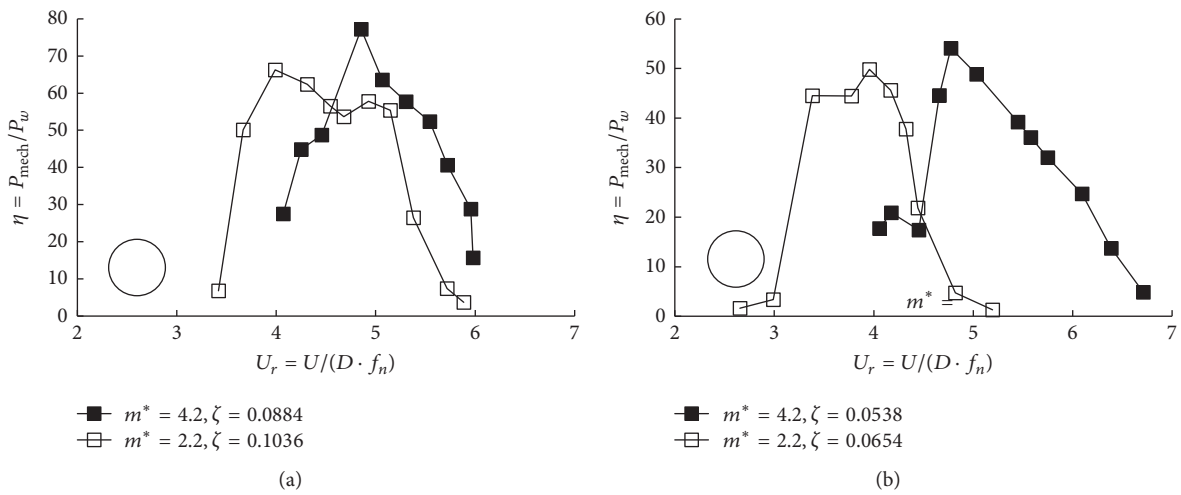 80
70
60
50
40
30
20
10
0
η = P_mech/P_w
2 3 4 5 6 7
U_r = U/(D · f_n)
m* = 4.2, ζ = 0.0884
m* = 2.2, ζ = 0.1036
(a)
60
50
40
30
20
10
0
η = P_mech/P_w
m* =
2 3 4 5 6 7
U_r = U/(D · f_n)
m* = 4.2, ζ = 0.0538
m* = 2.2, ζ = 0.0654
(b)